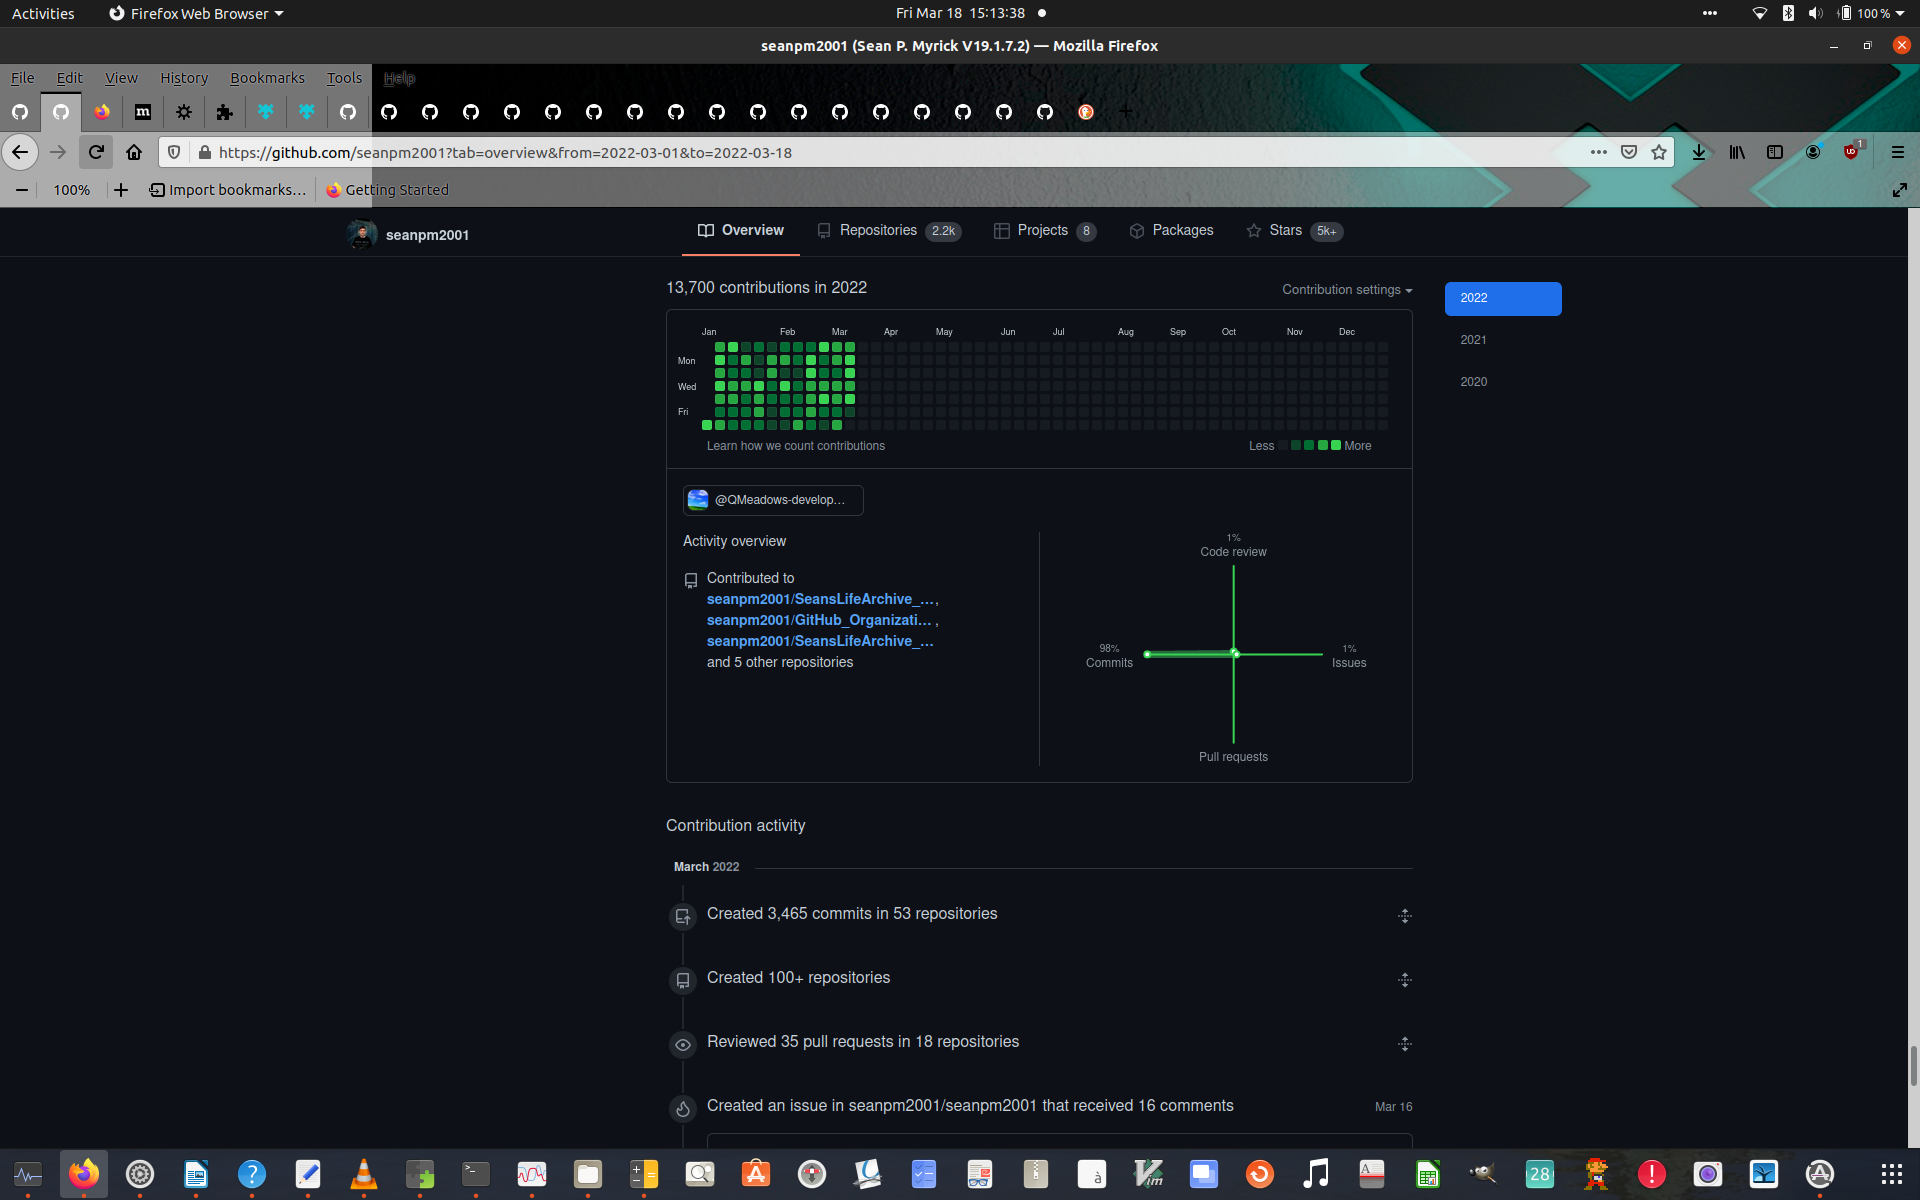 Activities Firefox Web Browser Fri Mar 18 15:13:38 100 %
seanpm2001 (Sean P. Myrick V19.1.7.2) — Mozilla Firefox
File Edit View History Bookmarks Tools Help
https://github.com/seanpm2001?tab=overview&from=2022-03-01&to=2022-03-18
1
100% Import bookmarks… Getting Started
seanpm2001
Overview Repositories 2.2k Projects 8 Packages Stars 5k+
13,700 contributions in 2022
Contribution settings
2022
2021
2020
Jan Feb Mar Apr May Jun Jul Aug Sep Oct Nov Dec
Mon
Wed
Fri
Learn how we count contributions
Less More
@QMeadows-develop…
Activity overview
Contributed to
seanpm2001/SeansLifeArchive_… ,
seanpm2001/GitHub_Organizati… ,
seanpm2001/SeansLifeArchive_…
and 5 other repositories
1%
Code review
98%
Commits
1%
Issues
Pull requests
Contribution activity
March 2022
Created 3,465 commits in 53 repositories
Created 100+ repositories
Reviewed 35 pull requests in 18 repositories
Created an issue in seanpm2001/seanpm2001 that received 16 comments
Mar 16
28